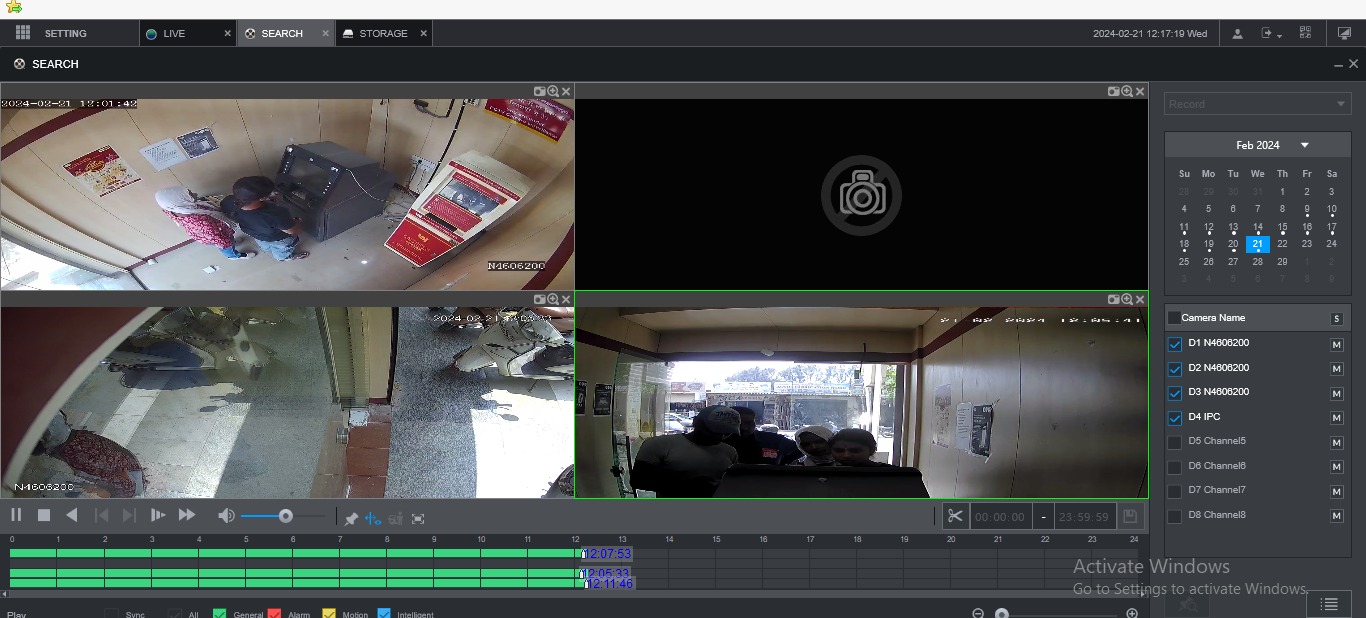 SETTING
LIVE
SEARCH
STORAGE
2024-02-21 12:17:19 Wed
SEARCH
2024-02-21 12:01:42
N4606200
N4606200
Record
Feb 2024
Su Mo Tu We Th Fr Sa
28 29 30 31 1 2 3
4 5 6 7 8 9 10
11 12 13 14 15 16 17
18 19 20 21 22 23 24
25 26 27 28 29 1 2
3 4 5 6 7 8 9
Camera Name S
D1 N4606200 M
D2 N4606200 M
D3 N4606200 M
D4 IPC M
D5 Channel5 M
D6 Channel6 M
D7 Channel7 M
D8 Channel8 M
00:00:00 - 23:59:59
0 1 2 3 4 5 6 7 8 9 10 11 12 13 14 15 16 17 18 19 20 21 22 23 24
12:07:53
12:05:33
12:11:46
Activate Windows
Go to Settings to activate Windows.
Play
Sync All General Alarm Motion Intelligent